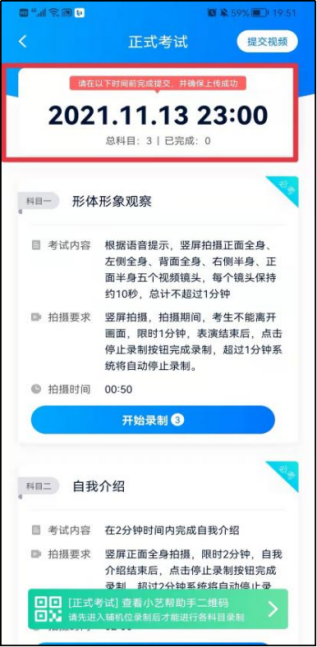 59% 19:51
正式考试
提交视频
请在以下时间前完成提交，并确保上传成功
2021.11.13 23:00
总科目：3 | 已完成：0
必考
科目一 形体形象观察
考试内容 根据语音提示，竖屏拍摄正面全身、
左侧全身、背面全身、右侧半身、正
面半身五个视频镜头，每个镜头保持
约10秒，总计不超过1分钟
拍摄要求 竖屏拍摄，拍摄期间，考生不能离开
画面，限时1分钟，表演结束后，点击
停止录制按钮完成录制，超过1分钟系
统将自动停止录制。
拍摄时间 00:50
开始录制 3
必考
科目二 自我介绍
考试内容 在2分钟时间内完成自我介绍
拍摄要求 竖屏正面全身拍摄，限时2分钟，自我
介绍结束后，点击停止录制按钮完成
录制，超过2分钟系统将自动停止录
[正式考试] 查看小艺帮助手二维码
请先进入辅机位录制后才能进行各科目录制